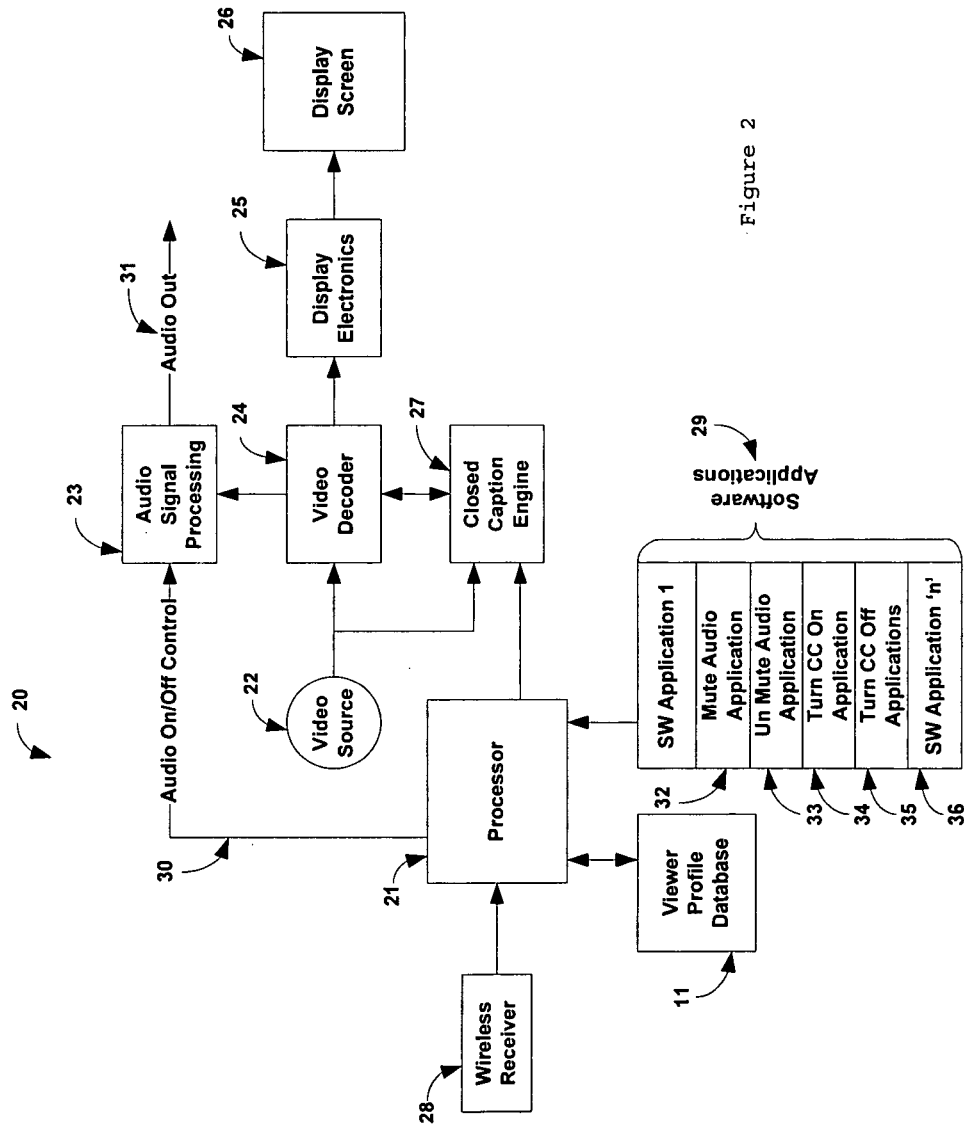 20
Audio On/Off Control
30
23
Audio
Signal
Processing
31
Audio Out
22
Video
Source
24
Video
Decoder
25
Display
Electronics
26
Display
Screen
27
Closed
Caption
Engine
21
Processor
28
Wireless
Receiver
11
Viewer
Profile
Database
SW Application 1
32
Mute Audio
Application
33
Un Mute Audio
Application
34
Turn CC On
Application
35
Turn CC Off
Applications
36
SW Application 'n'
Software
Applications
29
Figure 2